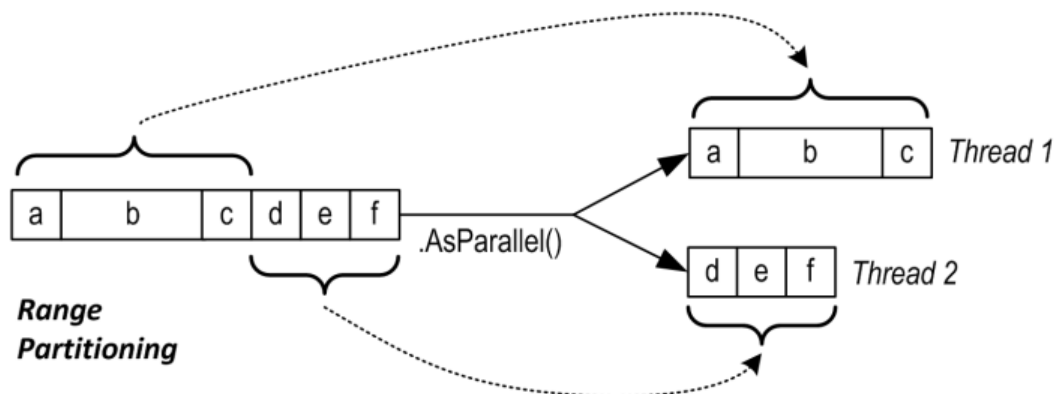 a b c Thread 1
a b c d e f
.AsParallel()
d e f Thread 2
Range
Partitioning